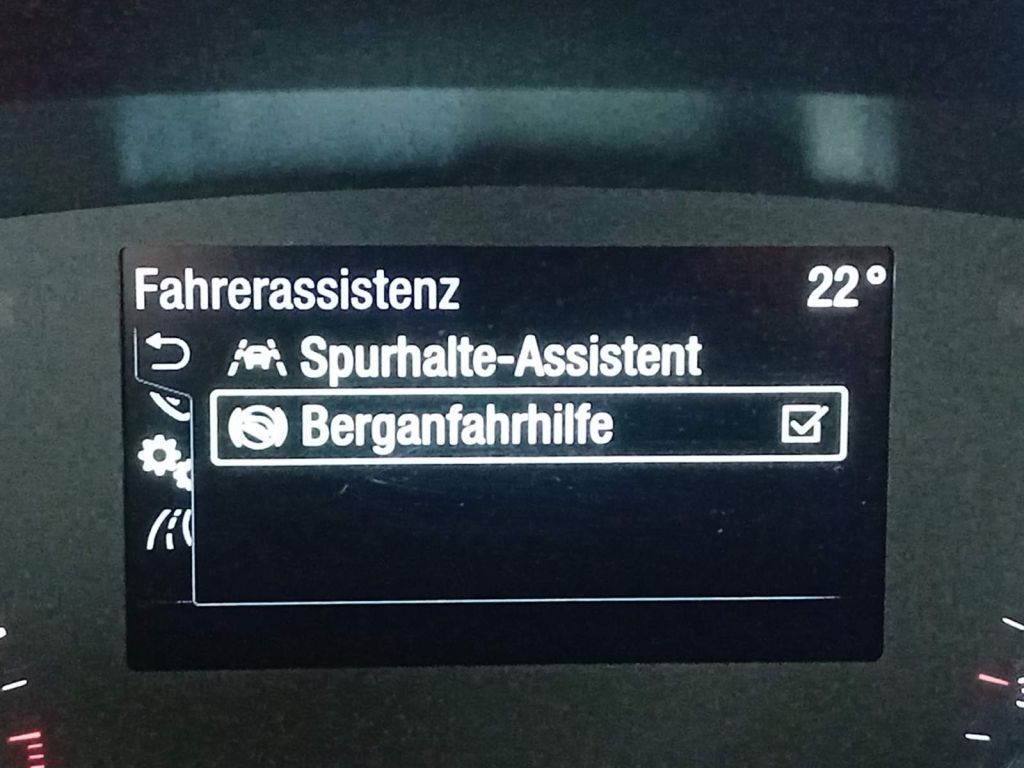 Fahrerassistenz 22°
Spurhalte-Assistent
Berganfahrhilfe